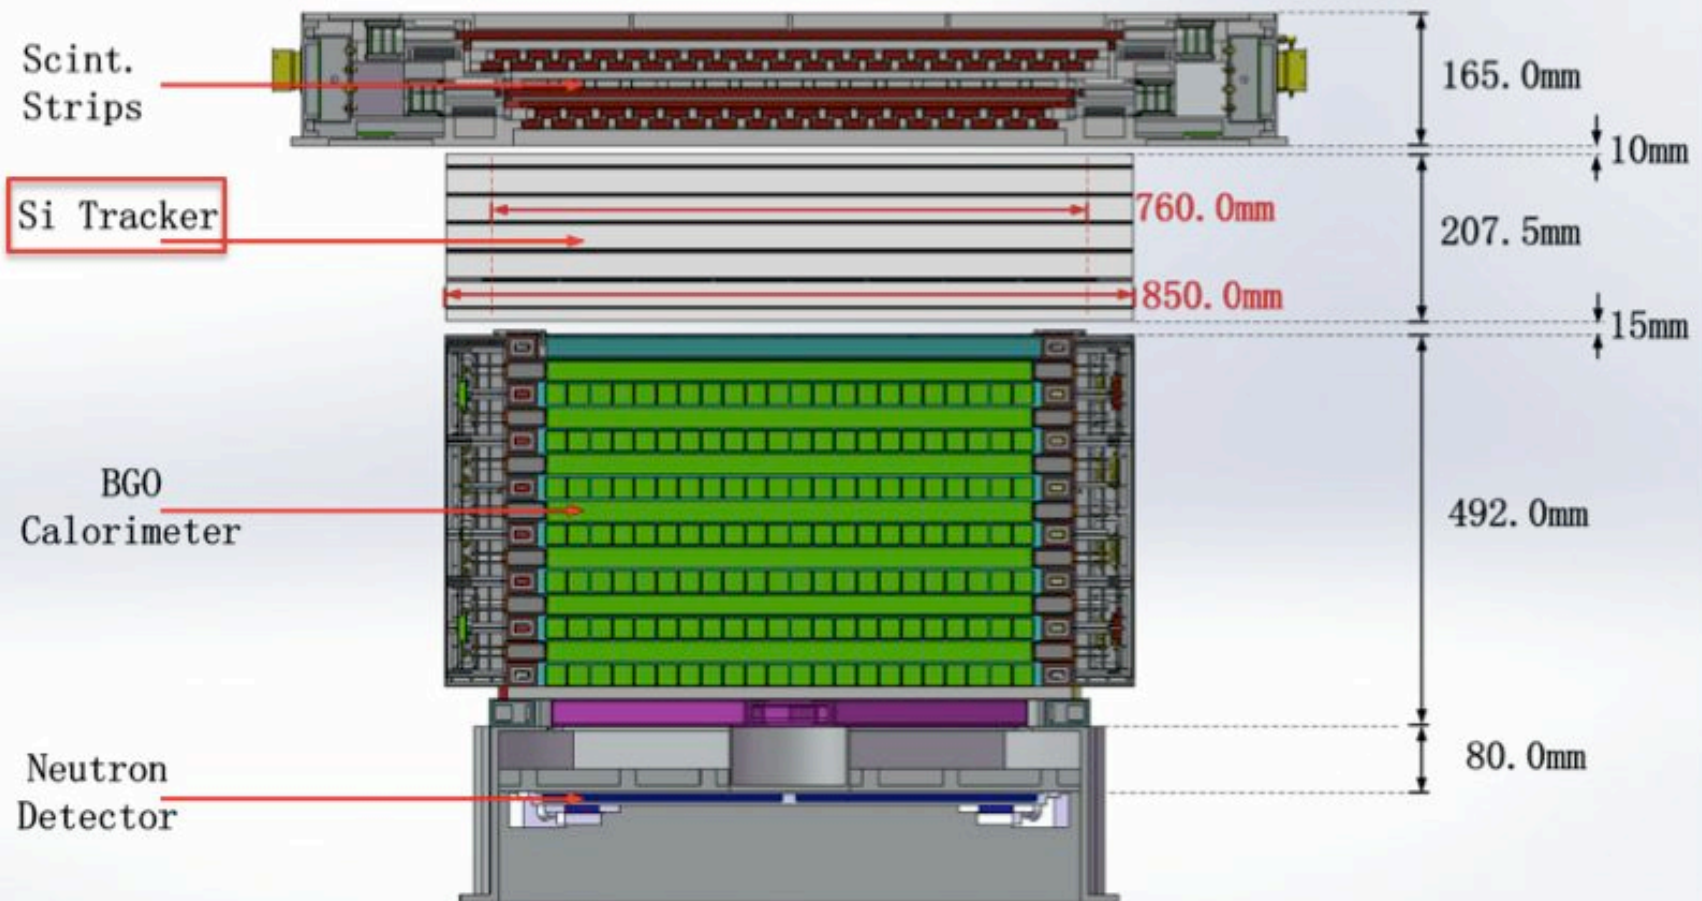 Scint.
Strips
165.0mm
10mm
Si Tracker
760.0mm
207.5mm
850.0mm
15mm
BGO
Calorimeter
492.0mm
Neutron
Detector
80.0mm